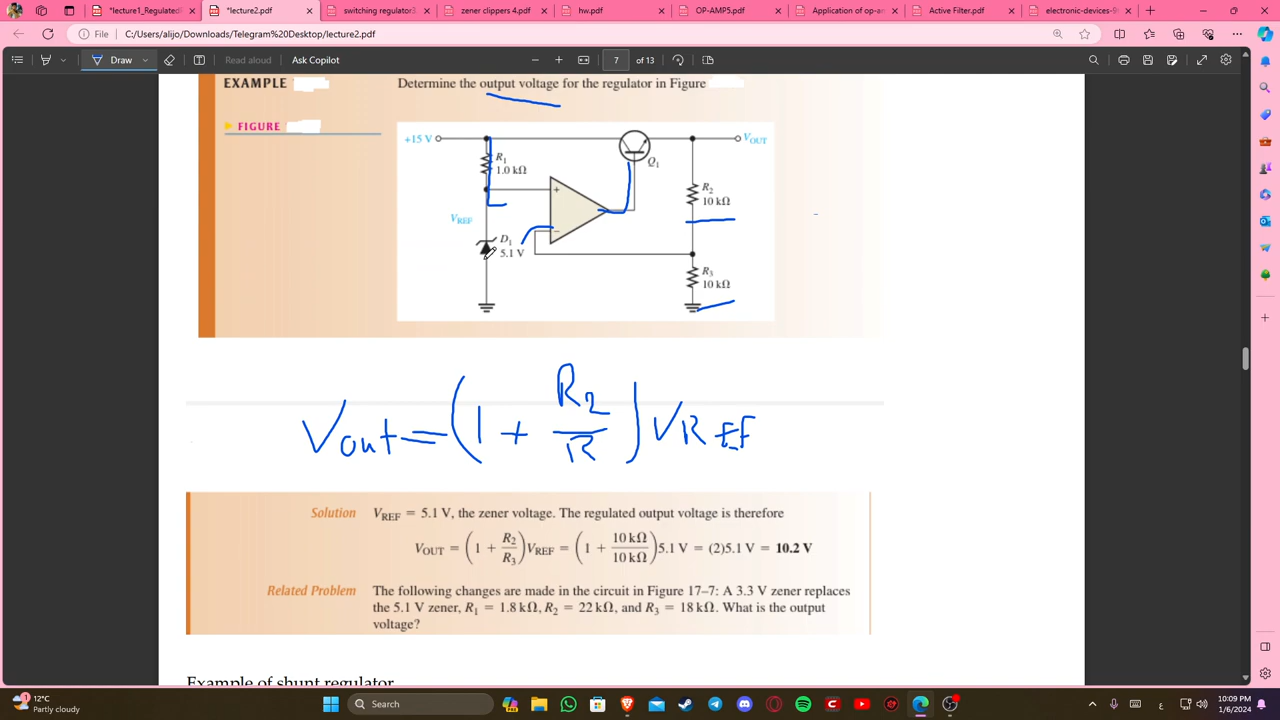 *lecture1_Regulated
*lecture2.pdf
switching regulator3.
zener clippers 4.pdf
hw.pdf
OP-AMP5.pdf
Application of op-a
Active Filter.pdf
electronic-devices-9
File
C:/Users/alijo/Downloads/Telegram%20Desktop/lecture2.pdf
Draw
Read aloud
Ask Copilot
7 of 13
EXAMPLE
Determine the output voltage for the regulator in Figure
FIGURE
+15 V
VOUT
R1
1.0 kΩ
Q1
R2
10 kΩ
VREF
+
−
D1
5.1 V
R3
10 kΩ
Vout = (1 + R2/R) VREF
Solution VREF = 5.1 V, the zener voltage. The regulated output voltage is therefore
VOUT = (1 + R2/R3)VREF = (1 + 10 kΩ/10 kΩ)5.1 V = (2)5.1 V = 10.2 V
Related Problem The following changes are made in the circuit in Figure 17–7: A 3.3 V zener replaces
the 5.1 V zener, R1 = 1.8 kΩ, R2 = 22 kΩ, and R3 = 18 kΩ. What is the output
voltage?
Example of shunt regulator
12°C
Partly cloudy
Search
ع
10:09 PM
1/6/2024